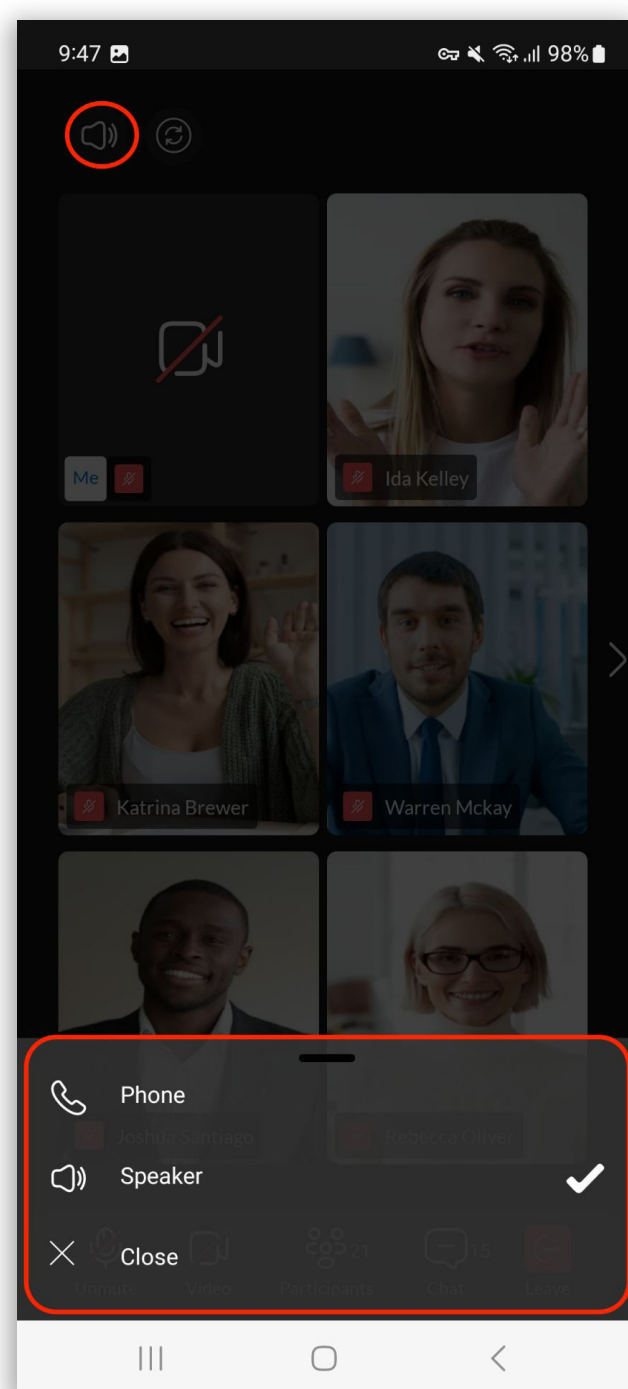 9:47 98%
Me
Ida Kelley
Katrina Brewer
Warren Mckay
Phone
Joshua Santiago
Rebecca Oliver
Speaker
Close
21
15
Unmute
Video
Participants
Chat
Leave